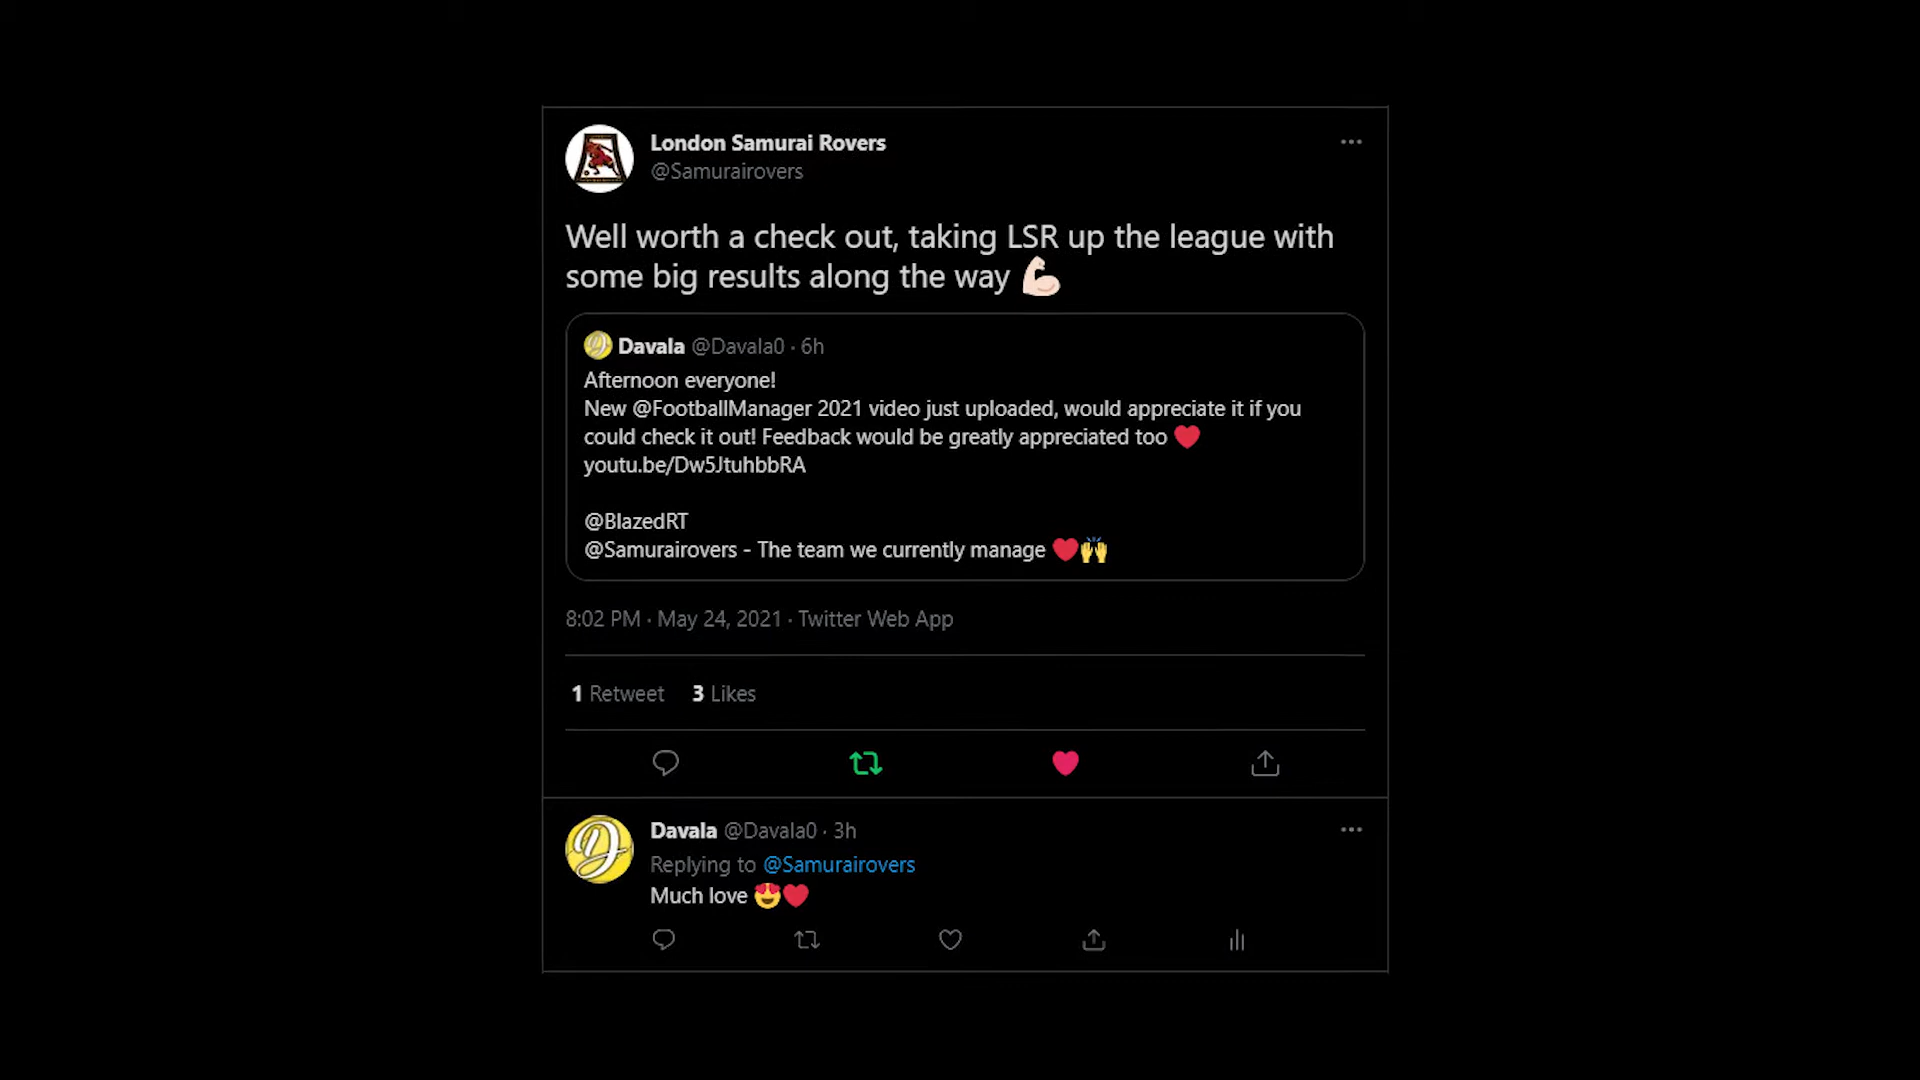 London Samurai Rovers
@Samurairovers
Well worth a check out, taking LSR up the league with
some big results along the way 💪🏻
Davala @Davala0 · 6h
Afternoon everyone!
New @FootballManager 2021 video just uploaded, would appreciate it if you
could check it out! Feedback would be greatly appreciated too ❤️
youtu.be/Dw5JtuhbbRA
@BlazedRT
@Samurairovers - The team we currently manage ❤️🙌
8:02 PM · May 24, 2021 · Twitter Web App
1 Retweet 3 Likes
Davala @Davala0 · 3h
Replying to @Samurairovers
Much love 😍❤️